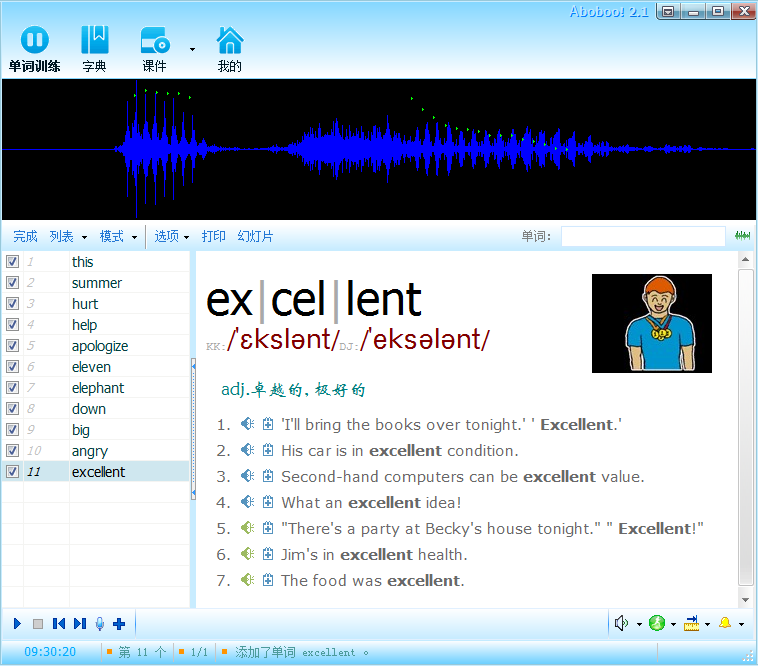 Aboboo! 2.1
单词训练 字典 课件 我的
完成 列表 模式 选项 打印 幻灯片 单词:
1 this
2 summer
3 hurt
4 help
5 apologize
6 eleven
7 elephant
8 down
9 big
10 angry
11 excellent
ex|cel|lent
KK:/ˈɛkslənt/DJ:/ˈeksələnt/
adj.卓越的, 极好的
1. 'I'll bring the books over tonight.' ' Excellent.'
2. His car is in excellent condition.
3. Second-hand computers can be excellent value.
4. What an excellent idea!
5. "There's a party at Becky's house tonight." " Excellent!"
6. Jim's in excellent health.
7. The food was excellent.
09:30:20 第 11 个 1/1 添加了单词 excellent 。